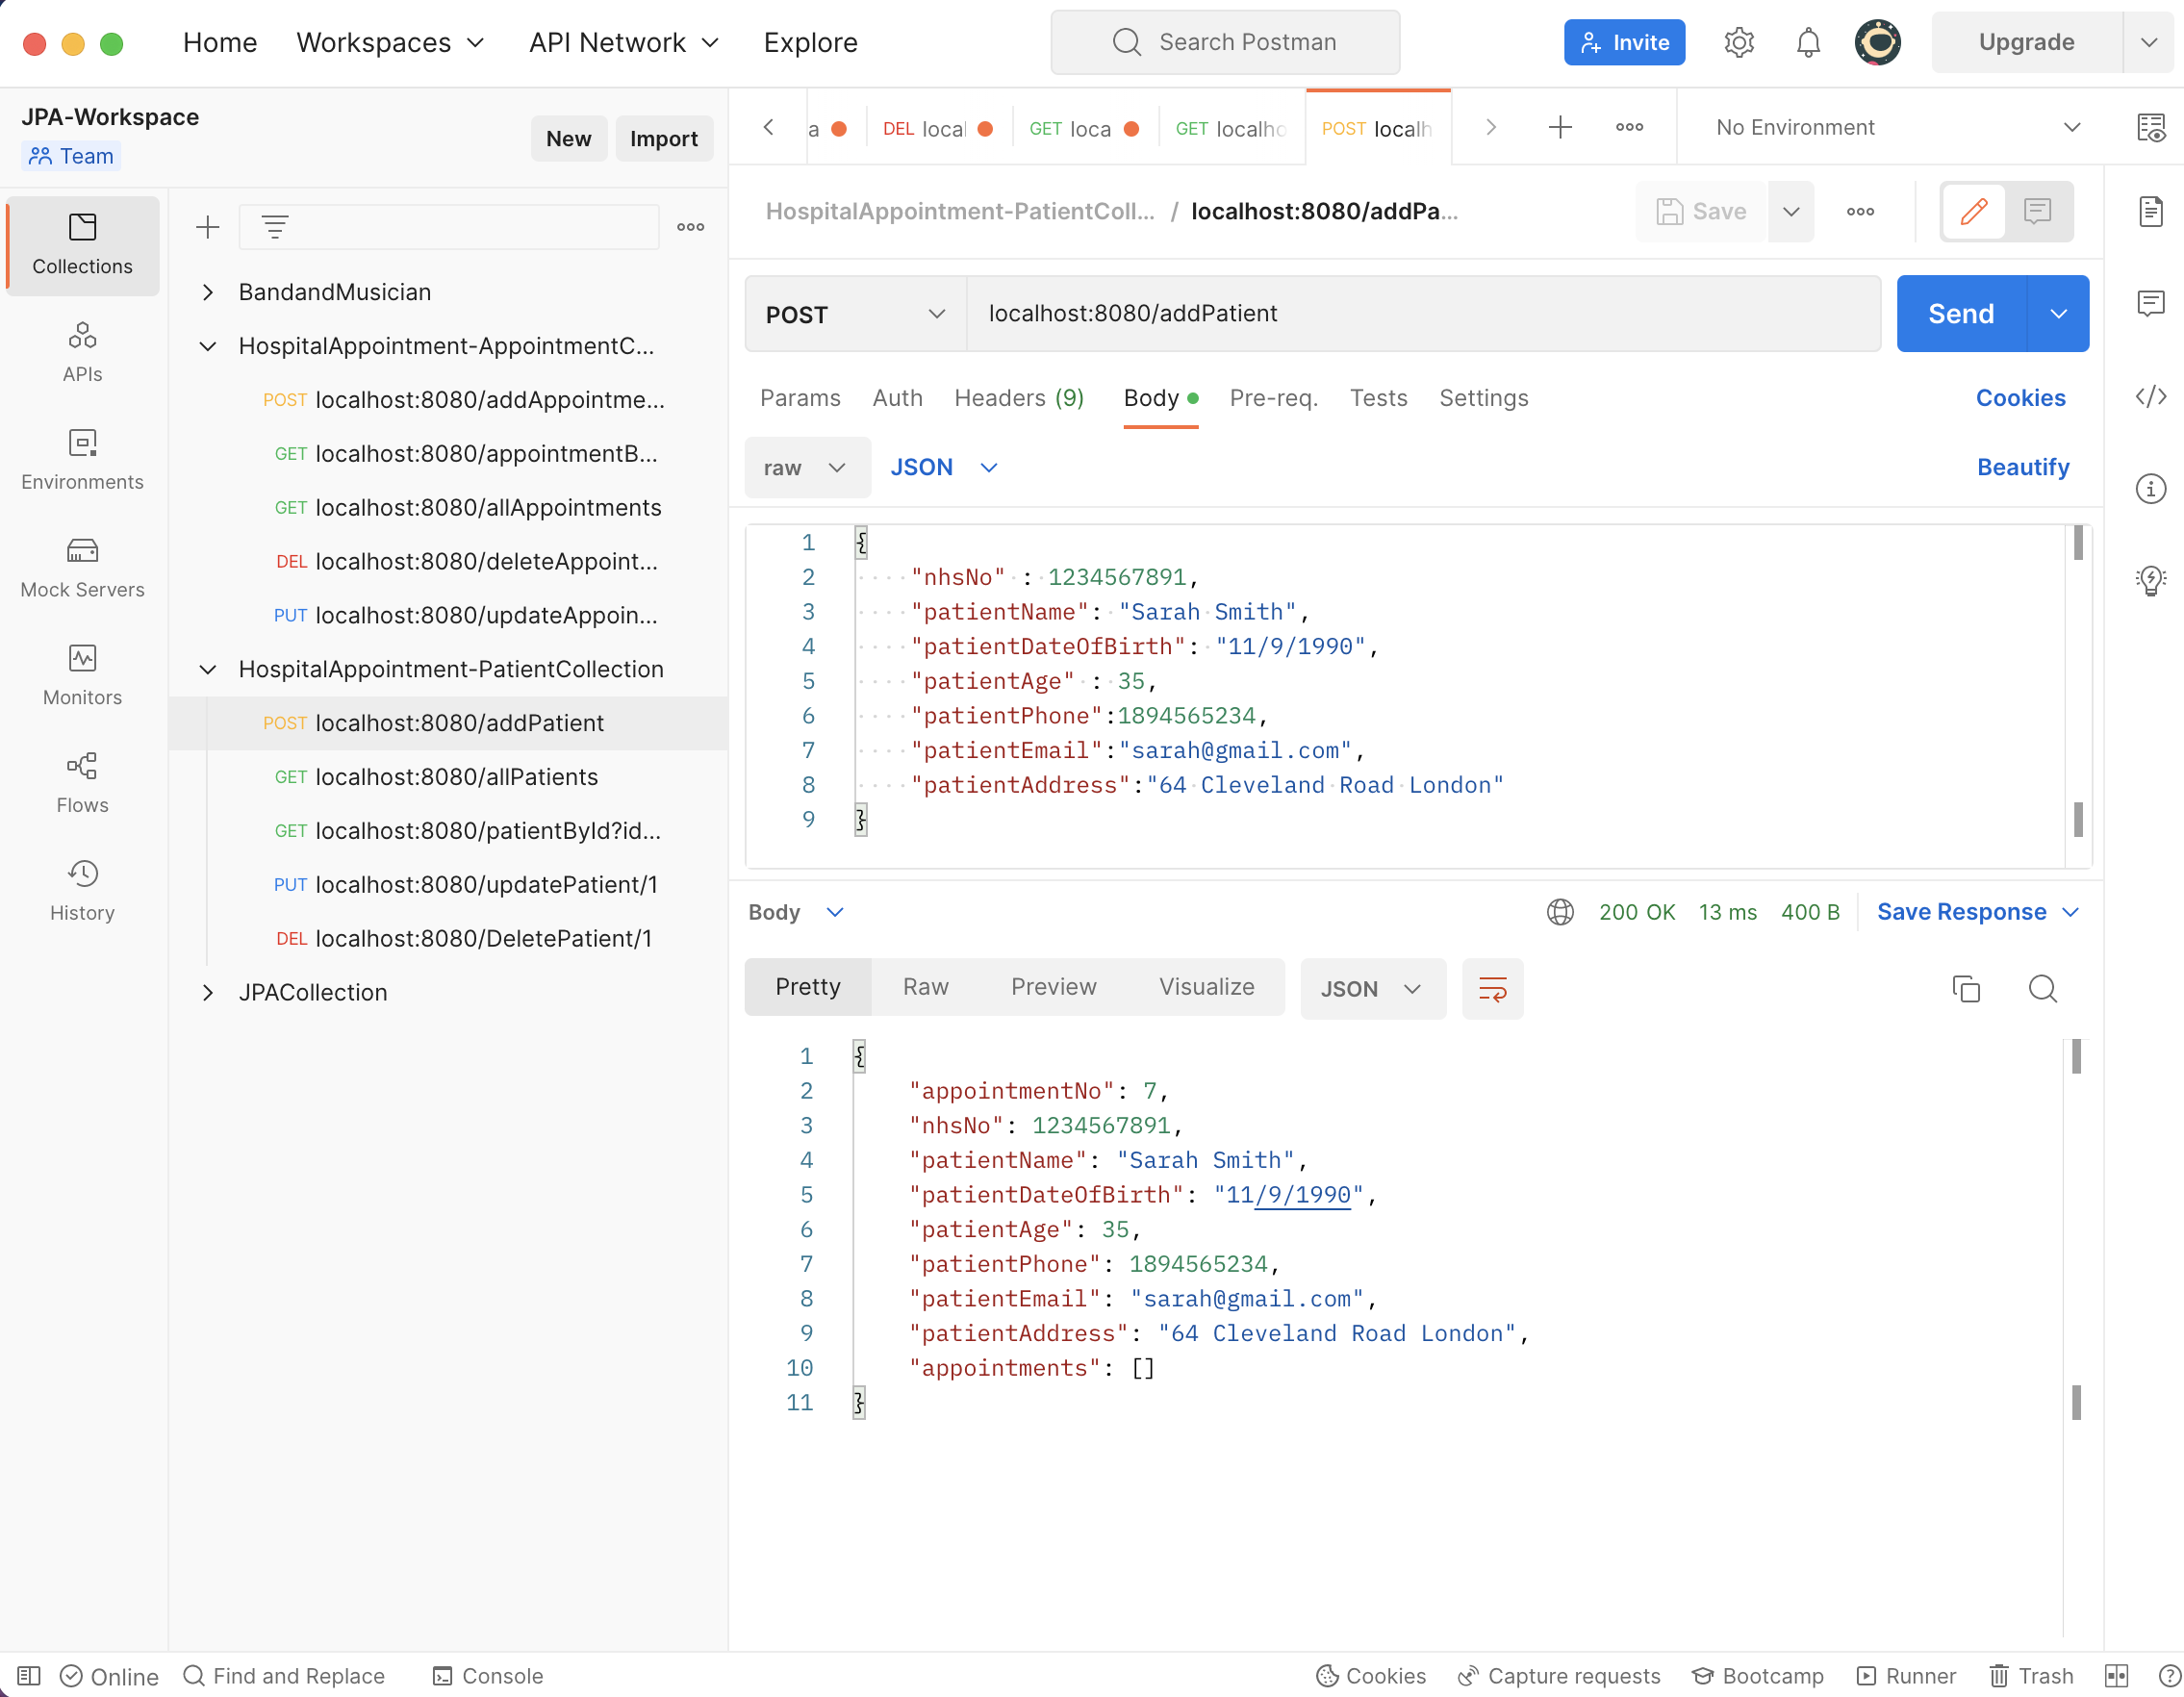 Home Workspaces API Network Explore Search Postman Invite Upgrade
JPA-Workspace
Team
New Import
Collections
APIs
Environments
Mock Servers
Monitors
Flows
History
BandandMusician
HospitalAppointment-AppointmentC...
POST localhost:8080/addAppointme...
GET localhost:8080/appointmentB...
GET localhost:8080/allAppointments
DEL localhost:8080/deleteAppoint...
PUT localhost:8080/updateAppoin...
HospitalAppointment-PatientCollection
POST localhost:8080/addPatient
GET localhost:8080/allPatients
GET localhost:8080/patientById?id...
PUT localhost:8080/updatePatient/1
DEL localhost:8080/DeletePatient/1
JPACollection
a DEL local GET loca GET localho POST localh No Environment
HospitalAppointment-PatientColl... / localhost:8080/addPa... Save
POST localhost:8080/addPatient Send
Params Auth Headers (9) Body Pre-req. Tests Settings Cookies
raw JSON Beautify
1 {
2 "nhsNo" : 1234567891,
3 "patientName": "Sarah Smith",
4 "patientDateOfBirth": "11/9/1990",
5 "patientAge" : 35,
6 "patientPhone":1894565234,
7 "patientEmail":"sarah@gmail.com",
8 "patientAddress":"64 Cleveland Road London"
9 }
Body 200 OK 13 ms 400 B Save Response
Pretty Raw Preview Visualize JSON
1 {
2 "appointmentNo": 7,
3 "nhsNo": 1234567891,
4 "patientName": "Sarah Smith",
5 "patientDateOfBirth": "11/9/1990",
6 "patientAge": 35,
7 "patientPhone": 1894565234,
8 "patientEmail": "sarah@gmail.com",
9 "patientAddress": "64 Cleveland Road London",
10 "appointments": []
11 }
Online Find and Replace Console Cookies Capture requests Bootcamp Runner Trash